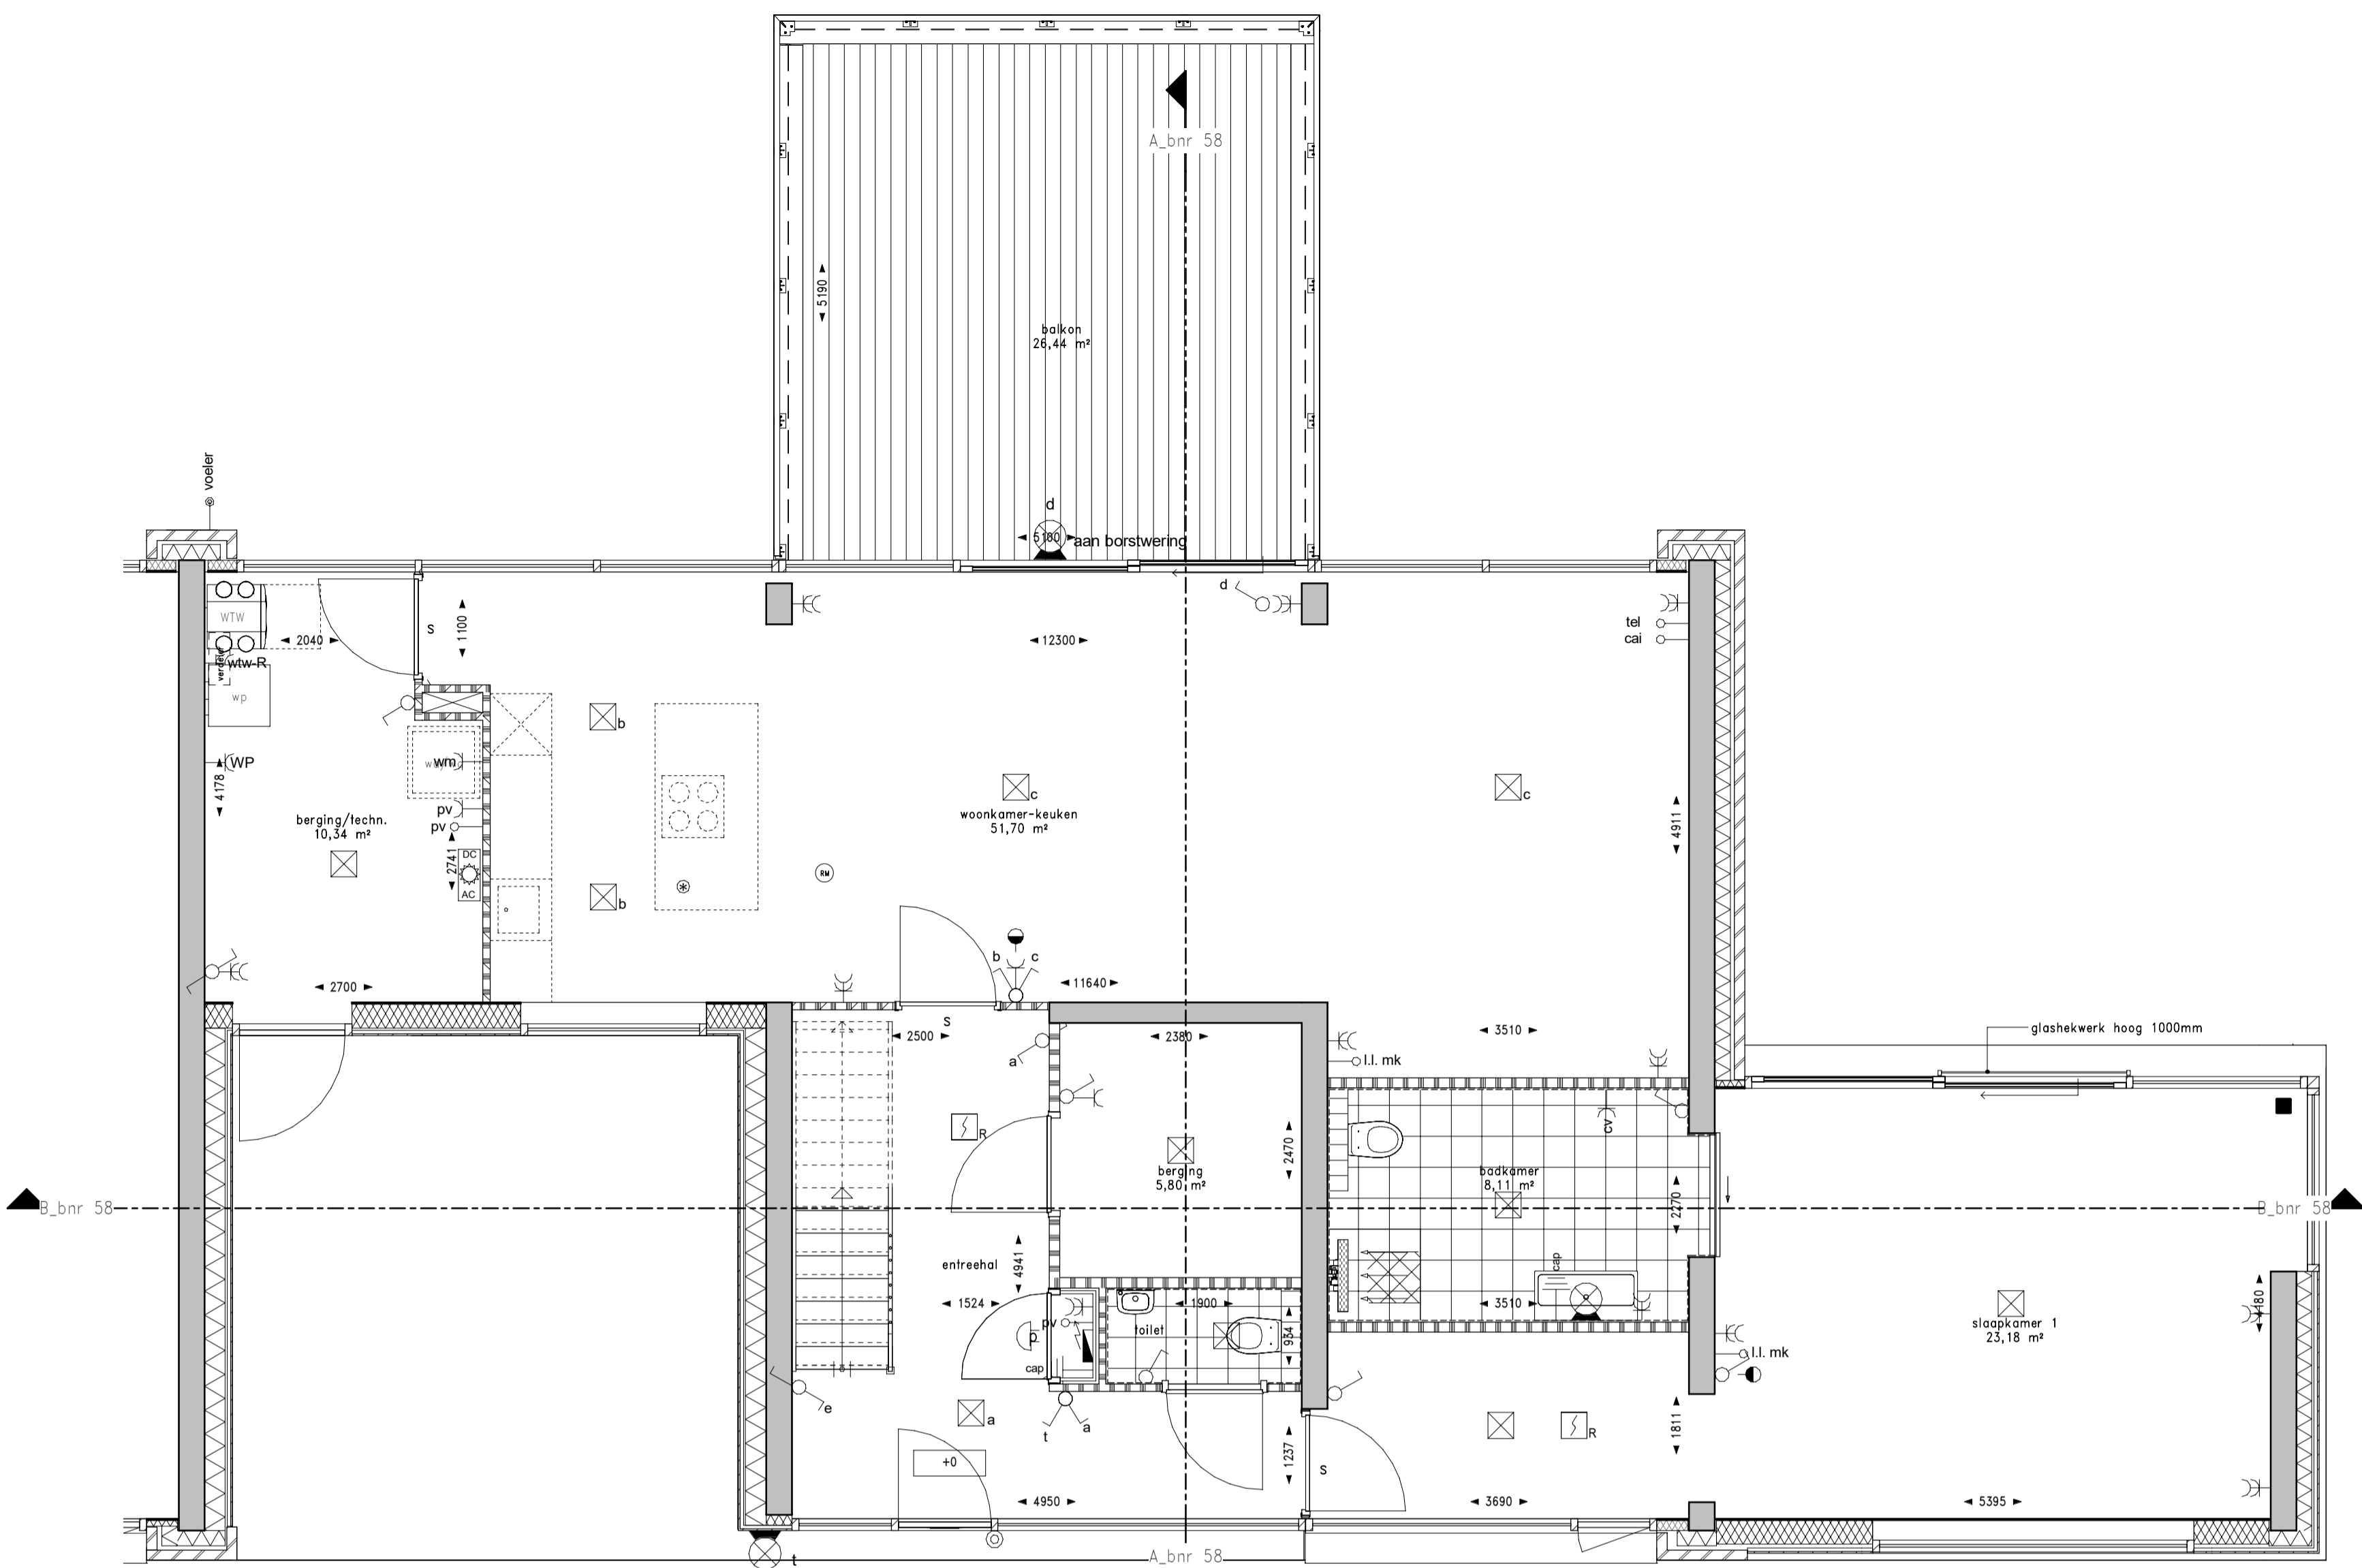 A_bnr 58
5190
balkon
26,44 m²
voeler
d
5180
aan borstwering
WTW
2040
s
1100
12300
d
tel
cai
verdeler
wtw-R
wp
b
WP
4178
wm
c
c
woonkamer-keuken
51,70 m²
pv
pv
berging/techn.
10,34 m²
4911
2741
DC
AC
RM
b
b
c
2700
11640
s
2500
2380
3510
glashekwerk hoog 1000mm
a
l.l. mk
R
cv
2470
berging
5,80 m²
badkamer
8,11 m²
2270
B_bnr 58
B_bnr 58
entreehal
4941
cap
1524
1900
3510
pv
p
toilet
934
slaapkamer 1
23,18 m²
cap
l.l. mk
e
a
t
a
1237
R
1811
+0
s
4950
3690
5395
t
A_bnr 58